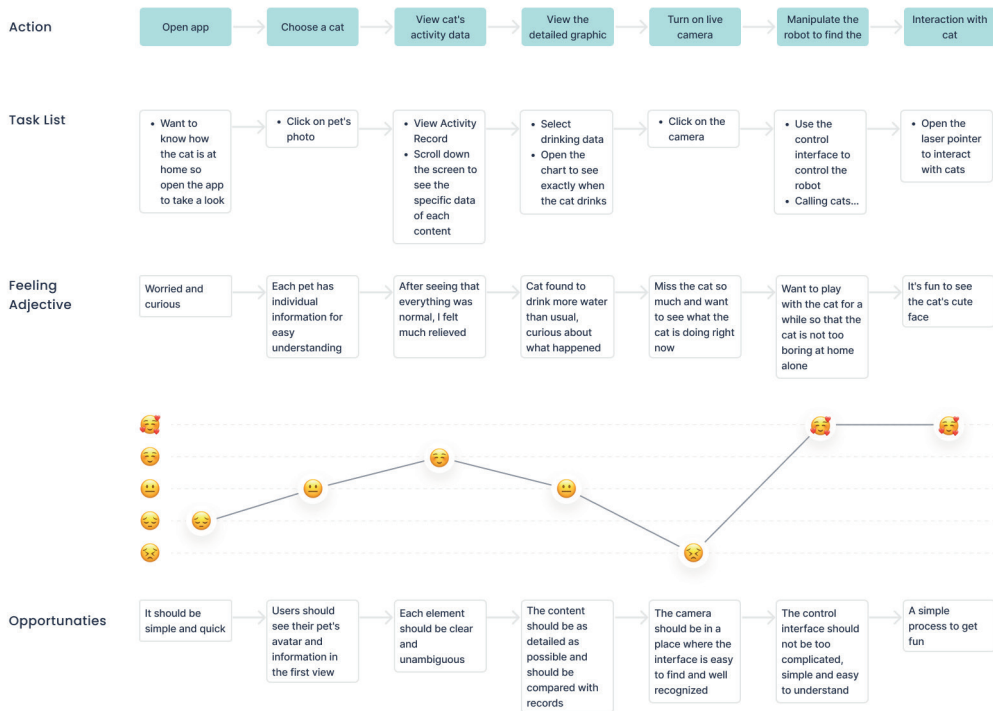 Action
Open app
Choose a cat
View cat's
activity data
View the
detailed graphic
Turn on live
camera
Manipulate the
robot to find the
Interaction with
cat
Task List
• Want to
know how
the cat is at
home so
open the app
to take a look
• Click on pet's
photo
• View Activity
Record
• Scroll down
the screen to
see the
specific data
of each
content
• Select
drinking data
• Open the
chart to see
exactly when
the cat drinks
• Click on the
camera
• Use the
control
interface to
control the
robot
• Calling cats...
• Open the
laser pointer
to interact
with cats
Feeling
Adjective
Worried and
curious
Each pet has
individual
information for
easy
understanding
After seeing that
everything was
normal, I felt
much relieved
Cat found to
drink more water
than usual,
curious about
what happened
Miss the cat so
much and want
to see what the
cat is doing right
now
Want to play
with the cat for a
while so that the
cat is not too
boring at home
alone
It's fun to see
the cat's cute
face
Opportunaties
It should be
simple and quick
Users should
see their pet's
avatar and
information in
the first view
Each element
should be clear
and
unambiguous
The content
should be as
detailed as
possible and
should be
compared with
records
The camera
should be in a
place where the
interface is easy
to find and well
recognized
The control
interface should
not be too
complicated,
simple and easy
to understand
A simple
process to get
fun